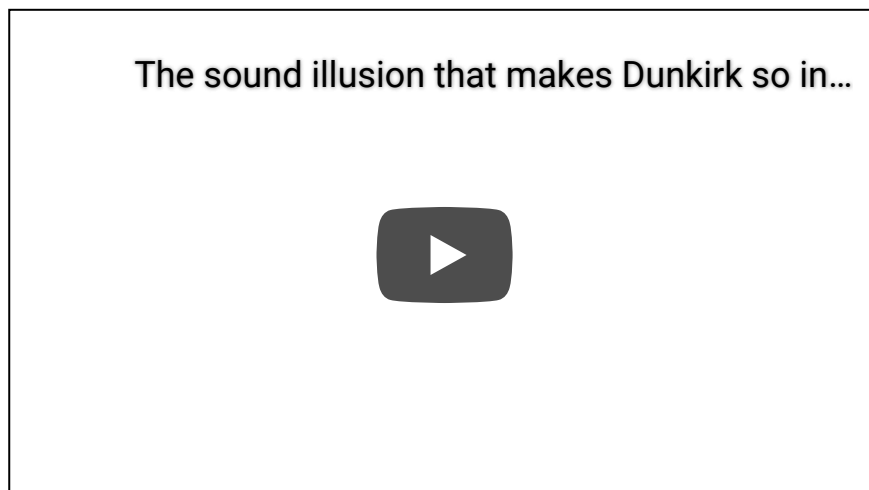 The sound illusion that makes Dunkirk so in…